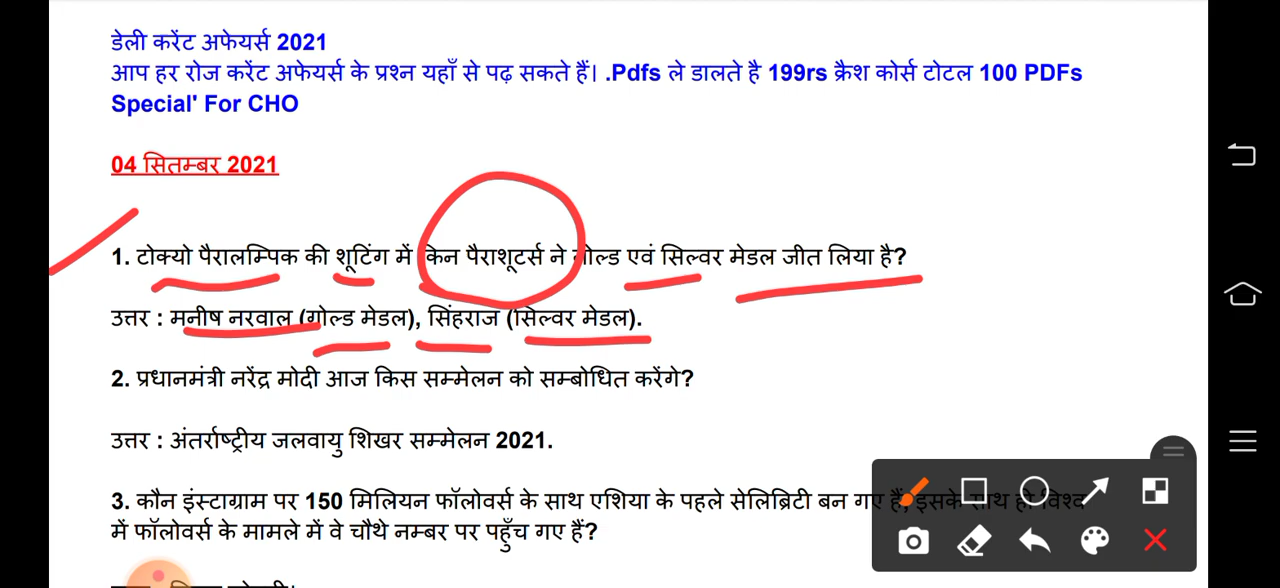 डेली करेंट अफेयर्स 2021
आप हर रोज करेंट अफेयर्स के प्रश्न यहाँ से पढ़ सकते हैं। .Pdfs ले डालते है 199rs क्रैश कोर्स टोटल 100 PDFs
Special' For CHO
04 सितम्बर 2021
1. टोक्यो पैरालम्पिक की शूटिंग में किन पैराशूटर्स ने गोल्ड एवं सिल्वर मेडल जीत लिया है?
उत्तर : मनीष नरवाल (गोल्ड मेडल), सिंहराज (सिल्वर मेडल).
2. प्रधानमंत्री नरेंद्र मोदी आज किस सम्मेलन को सम्बोधित करेंगे?
उत्तर : अंतर्राष्ट्रीय जलवायु शिखर सम्मेलन 2021.
3. कौन इंस्टाग्राम पर 150 मिलियन फॉलोवर्स के साथ एशिया के पहले सेलिब्रिटी बन गए हैं, इसके साथ ही विश्व
में फॉलोवर्स के मामले में वे चौथे नम्बर पर पहुँच गए हैं?